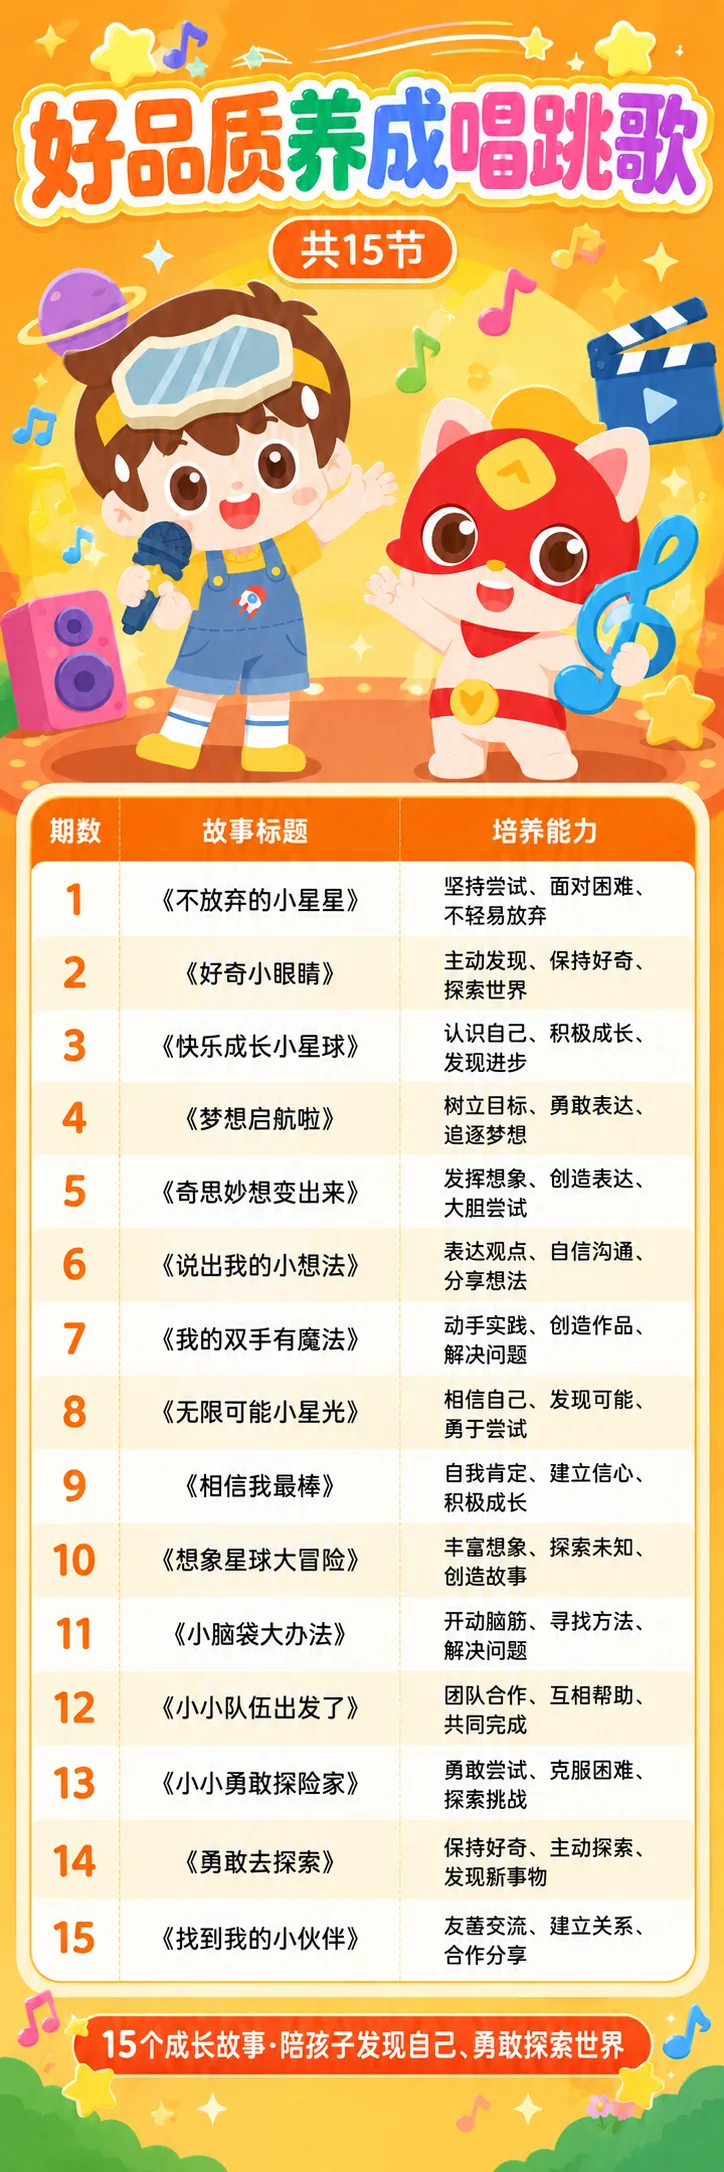 好品质养成唱跳歌
共15节
期数 故事标题 培养能力
1 《不放弃的小星星》 坚持尝试、面对困难、
不轻易放弃
2 《好奇小眼睛》 主动发现、保持好奇、
探索世界
3 《快乐成长小星球》 认识自己、积极成长、
发现进步
4 《梦想启航啦》 树立目标、勇敢表达、
追逐梦想
5 《奇思妙想变出来》 发挥想象、创造表达、
大胆尝试
6 《说出我的小想法》 表达观点、自信沟通、
分享想法
7 《我的双手有魔法》 动手实践、创造作品、
解决问题
8 《无限可能小星光》 相信自己、发现可能、
勇于尝试
9 《相信我最棒》 自我肯定、建立信心、
积极成长
10 《想象星球大冒险》 丰富想象、探索未知、
创造故事
11 《小脑袋大办法》 开动脑筋、寻找方法、
解决问题
12 《小小队伍出发了》 团队合作、互相帮助、
共同完成
13 《小小勇敢探险家》 勇敢尝试、克服困难、
探索挑战
14 《勇敢去探索》 保持好奇、主动探索、
发现新事物
15 《找到我的小伙伴》 友善交流、建立关系、
合作分享
15个成长故事·陪孩子发现自己、勇敢探索世界